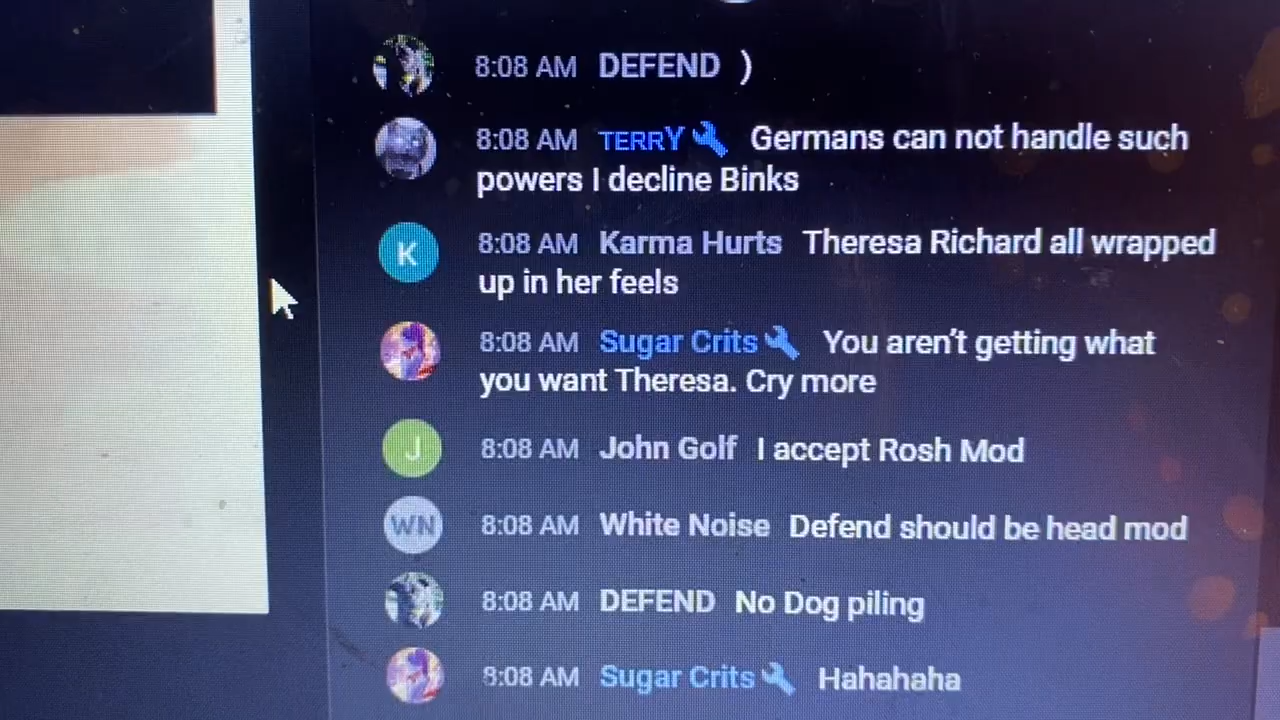 8:08 AM DEFEND )
8:08 AM TERRY Germans can not handle such
powers I decline Binks
K
8:08 AM Karma Hurts Theresa Richard all wrapped
up in her feels
8:08 AM Sugar Crits You aren't getting what
you want Theresa. Cry more
J
8:08 AM John Golf I accept Rosh Mod
WN
8:08 AM White Noise Defend should be head mod
8:08 AM DEFEND No Dog piling
8:08 AM Sugar Crits Hahahaha